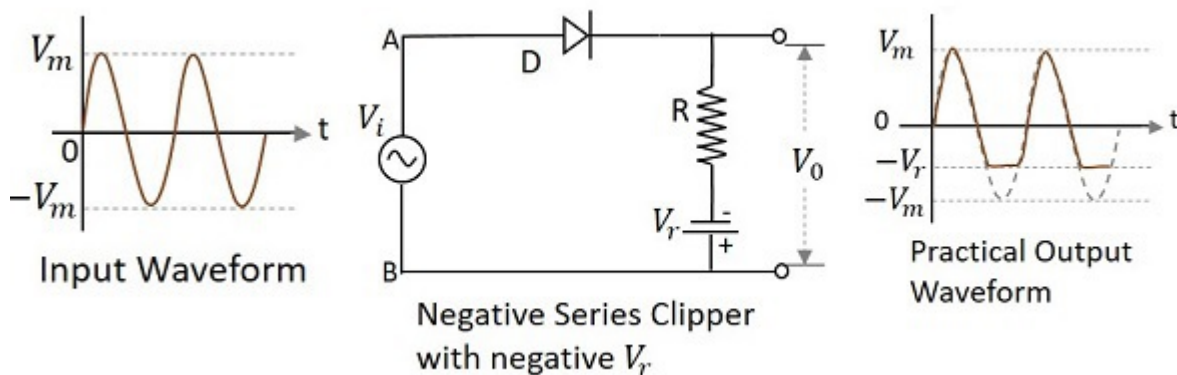 V_m
0
t
−V_m
Input Waveform
A
D
V_i
R
V_0
V_r
-
+
B
Negative Series Clipper
with negative V_r
V_m
0
t
−V_r
−V_m
Practical Output
Waveform